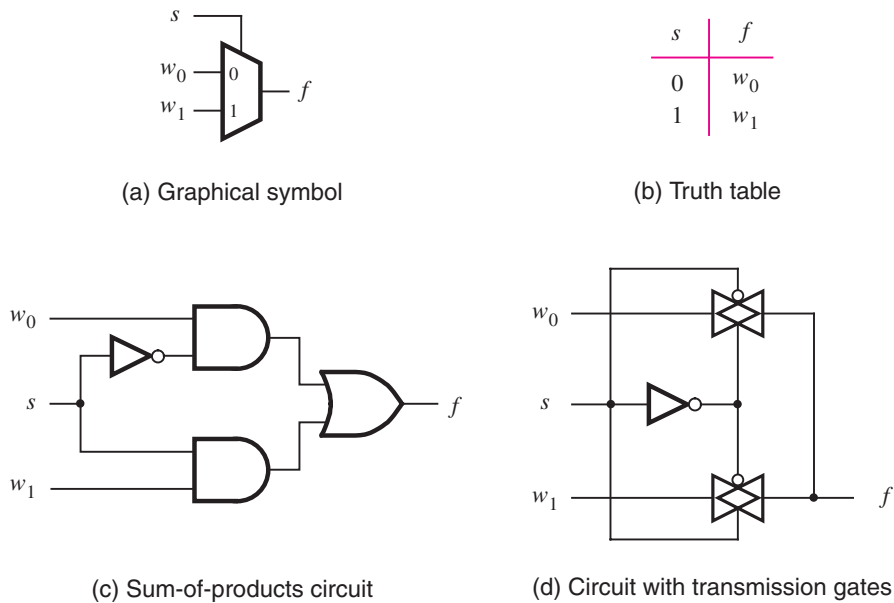 s
w0
w1
0
1
f
(a) Graphical symbol
s f
0 w0
1 w1
(b) Truth table
w0
s
w1
f
(c) Sum-of-products circuit
w0
s
w1
f
(d) Circuit with transmission gates